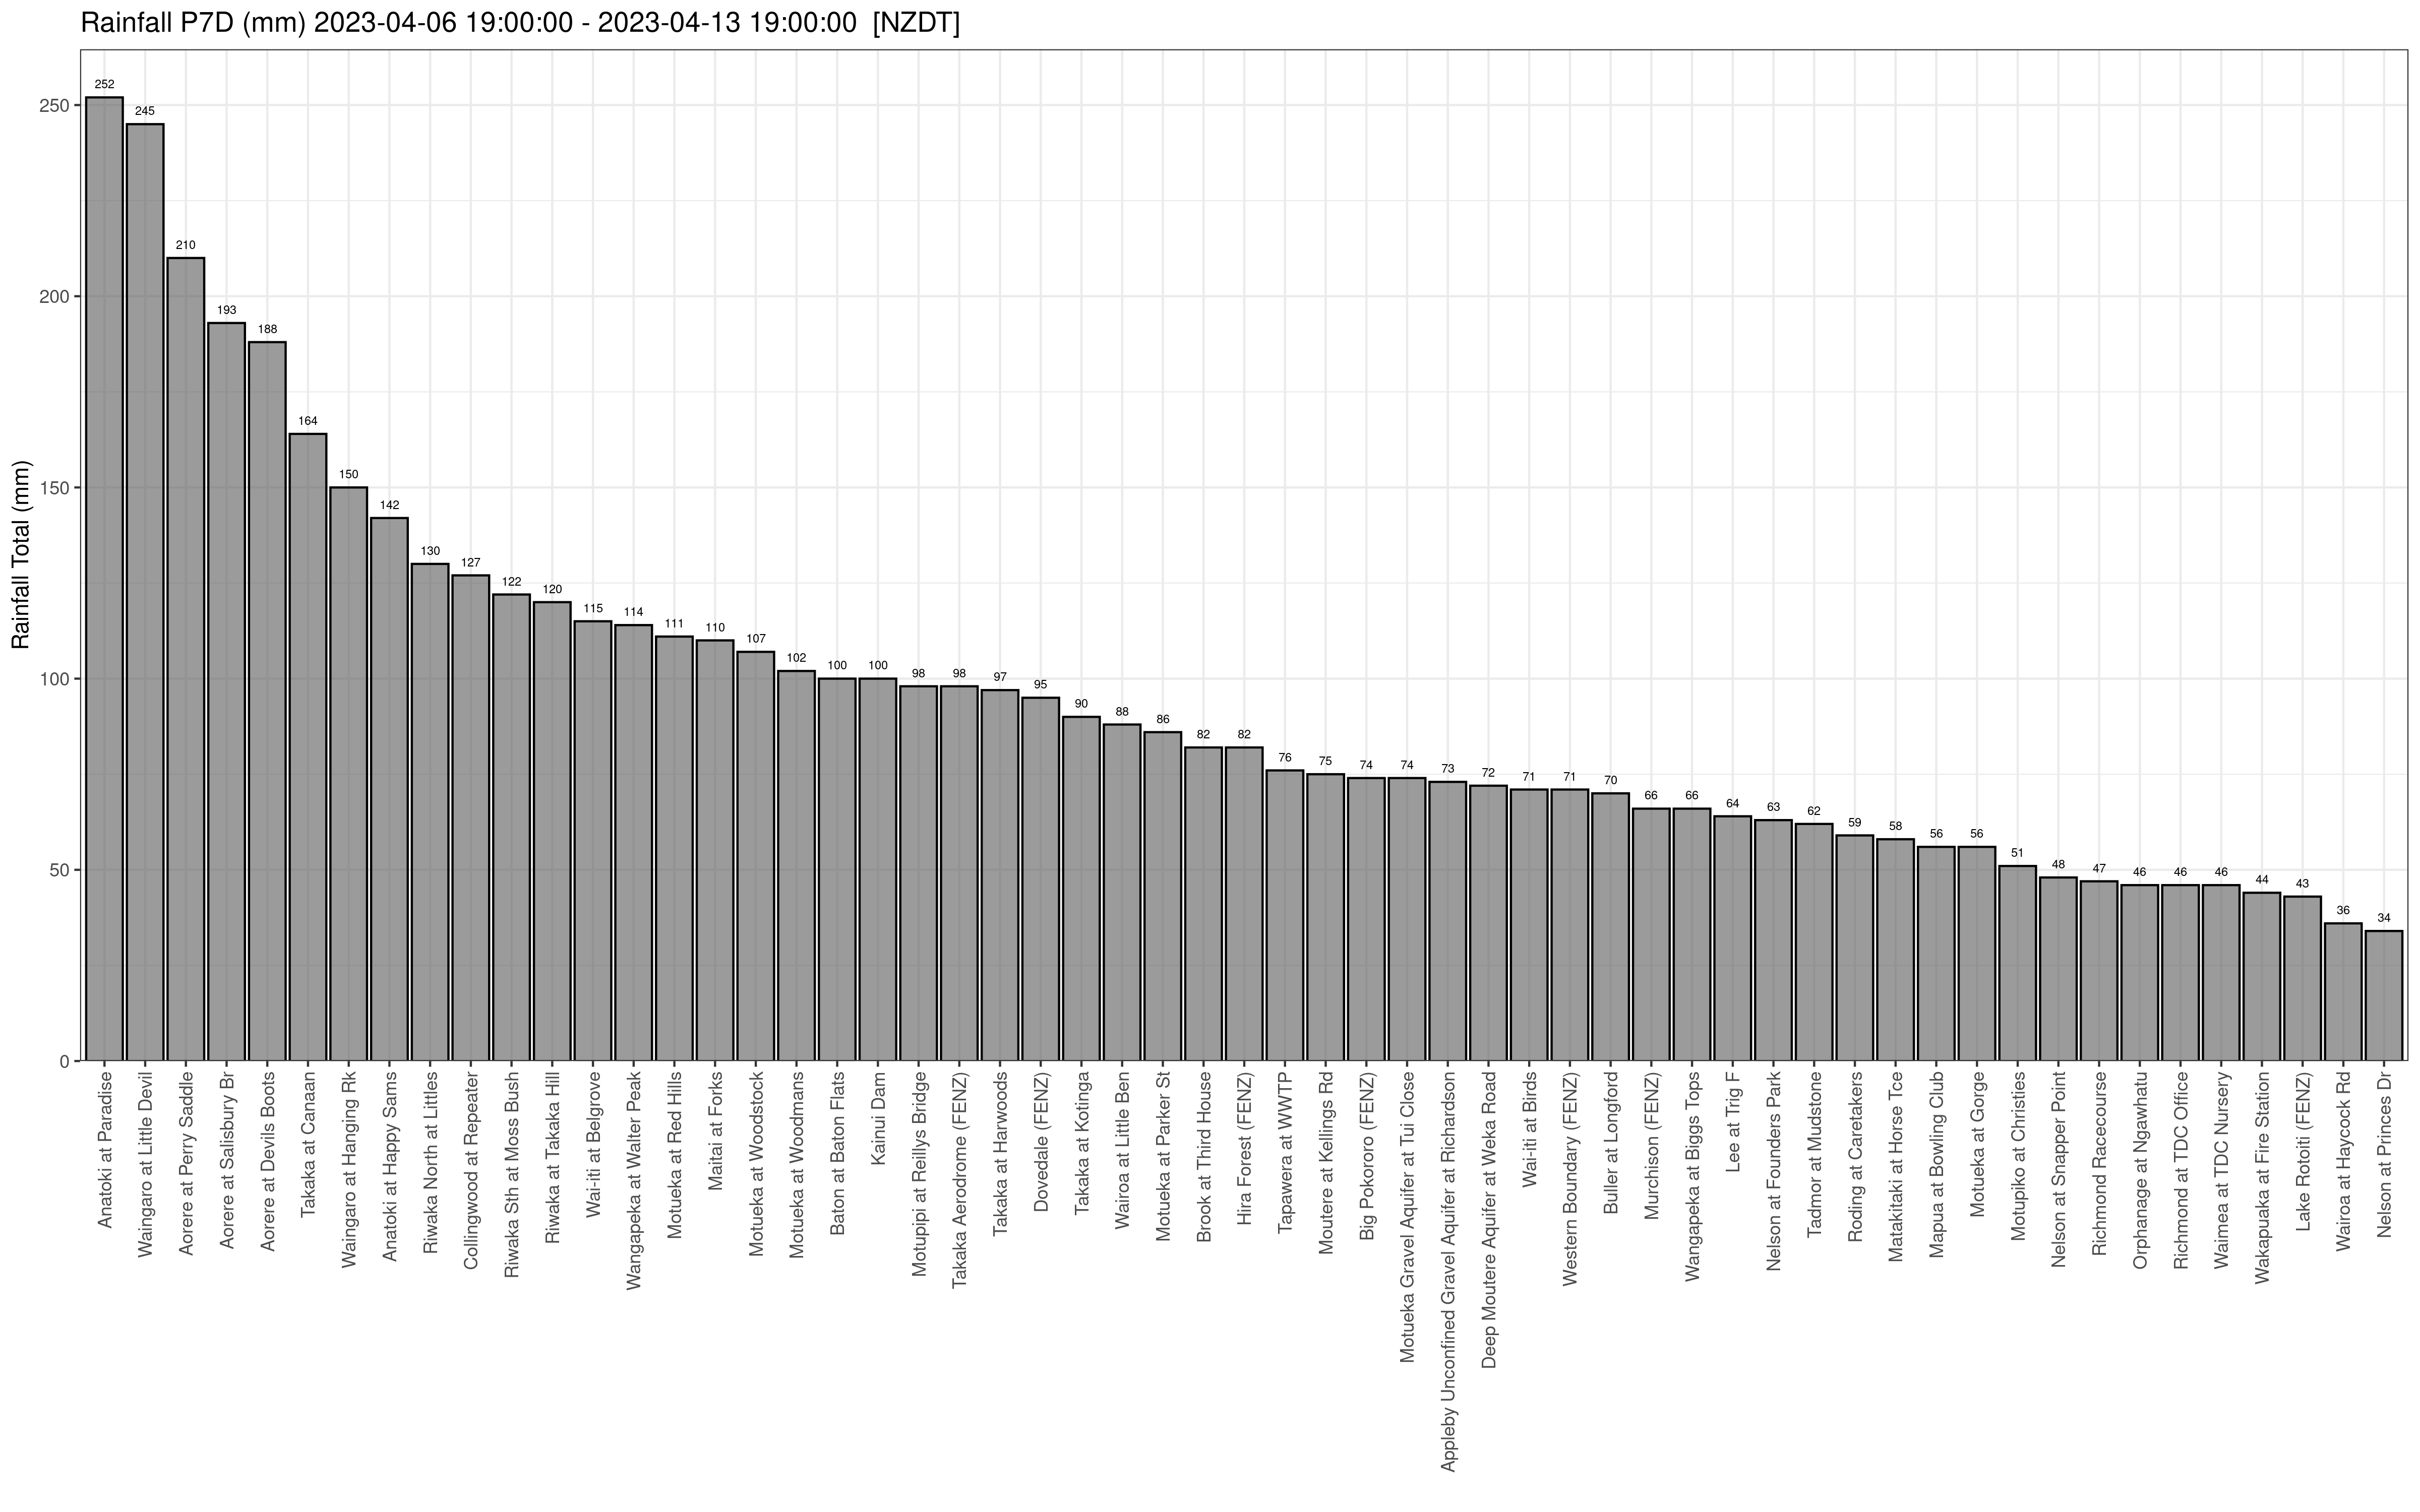 Rainfall P7D (mm) 2023-04-06 19:00:00 - 2023-04-13 19:00:00 [NZDT]
Rainfall Total (mm)
250
200
150
100
50
0
252
245
210
193
188
164
150
142
130
127
122
120
115
114
111
110
107
102
100
100
98
98
97
95
90
88
86
82
82
76
75
74
74
73
72
71
71
70
66
66
64
63
62
59
58
56
56
51
48
47
46
46
46
44
43
36
34
Anatoki at Paradise
Waingaro at Little Devil
Aorere at Perry Saddle
Aorere at Salisbury Br
Aorere at Devils Boots
Takaka at Canaan
Waingaro at Hanging Rk
Anatoki at Happy Sams
Riwaka North at Littles
Collingwood at Repeater
Riwaka Sth at Moss Bush
Riwaka at Takaka Hill
Wai-iti at Belgrove
Wangapeka at Walter Peak
Motueka at Red Hills
Maitai at Forks
Motueka at Woodstock
Motueka at Woodmans
Baton at Baton Flats
Kainui Dam
Motupipi at Reillys Bridge
Takaka Aerodrome (FENZ)
Takaka at Harwoods
Dovedale (FENZ)
Takaka at Kotinga
Wairoa at Little Ben
Motueka at Parker St
Brook at Third House
Hira Forest (FENZ)
Tapawera at WWTP
Moutere at Kellings Rd
Big Pokororo (FENZ)
Motueka Gravel Aquifer at Tui Close
Appleby Unconfined Gravel Aquifer at Richardson
Deep Moutere Aquifer at Weka Road
Wai-iti at Birds
Western Boundary (FENZ)
Buller at Longford
Murchison (FENZ)
Wangapeka at Biggs Tops
Lee at Trig F
Nelson at Founders Park
Tadmor at Mudstone
Roding at Caretakers
Matakitaki at Horse Tce
Mapua at Bowling Club
Motueka at Gorge
Motupiko at Christies
Nelson at Snapper Point
Richmond Racecourse
Orphanage at Ngawhatu
Richmond at TDC Office
Waimea at TDC Nursery
Wakapuaka at Fire Station
Lake Rotoiti (FENZ)
Wairoa at Haycock Rd
Nelson at Princes Dr